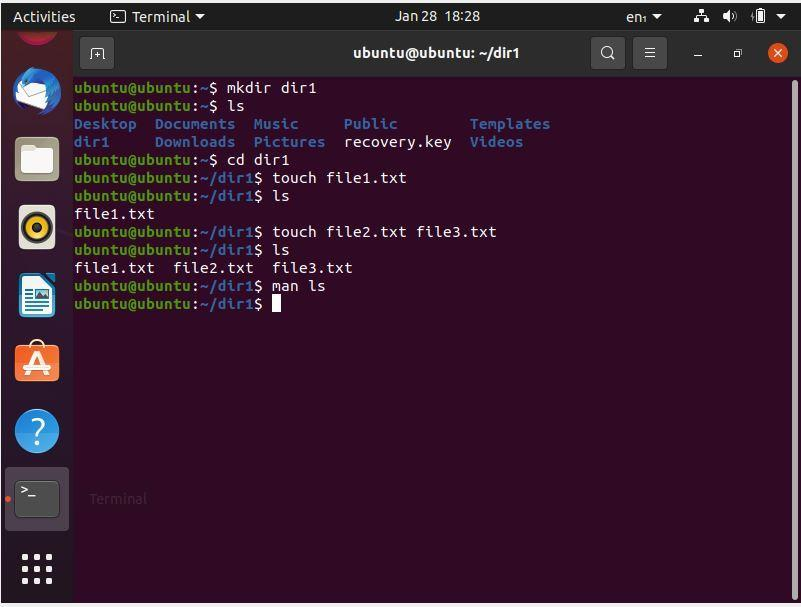 Activities Terminal Jan 28 18:28 en₁
ubuntu@ubuntu: ~/dir1
ubuntu@ubuntu:~$ mkdir dir1
ubuntu@ubuntu:~$ ls
Desktop Documents Music Public Templates
dir1 Downloads Pictures recovery.key Videos
ubuntu@ubuntu:~$ cd dir1
ubuntu@ubuntu:~/dir1$ touch file1.txt
ubuntu@ubuntu:~/dir1$ ls
file1.txt
ubuntu@ubuntu:~/dir1$ touch file2.txt file3.txt
ubuntu@ubuntu:~/dir1$ ls
file1.txt file2.txt file3.txt
ubuntu@ubuntu:~/dir1$ man ls
ubuntu@ubuntu:~/dir1$
Terminal